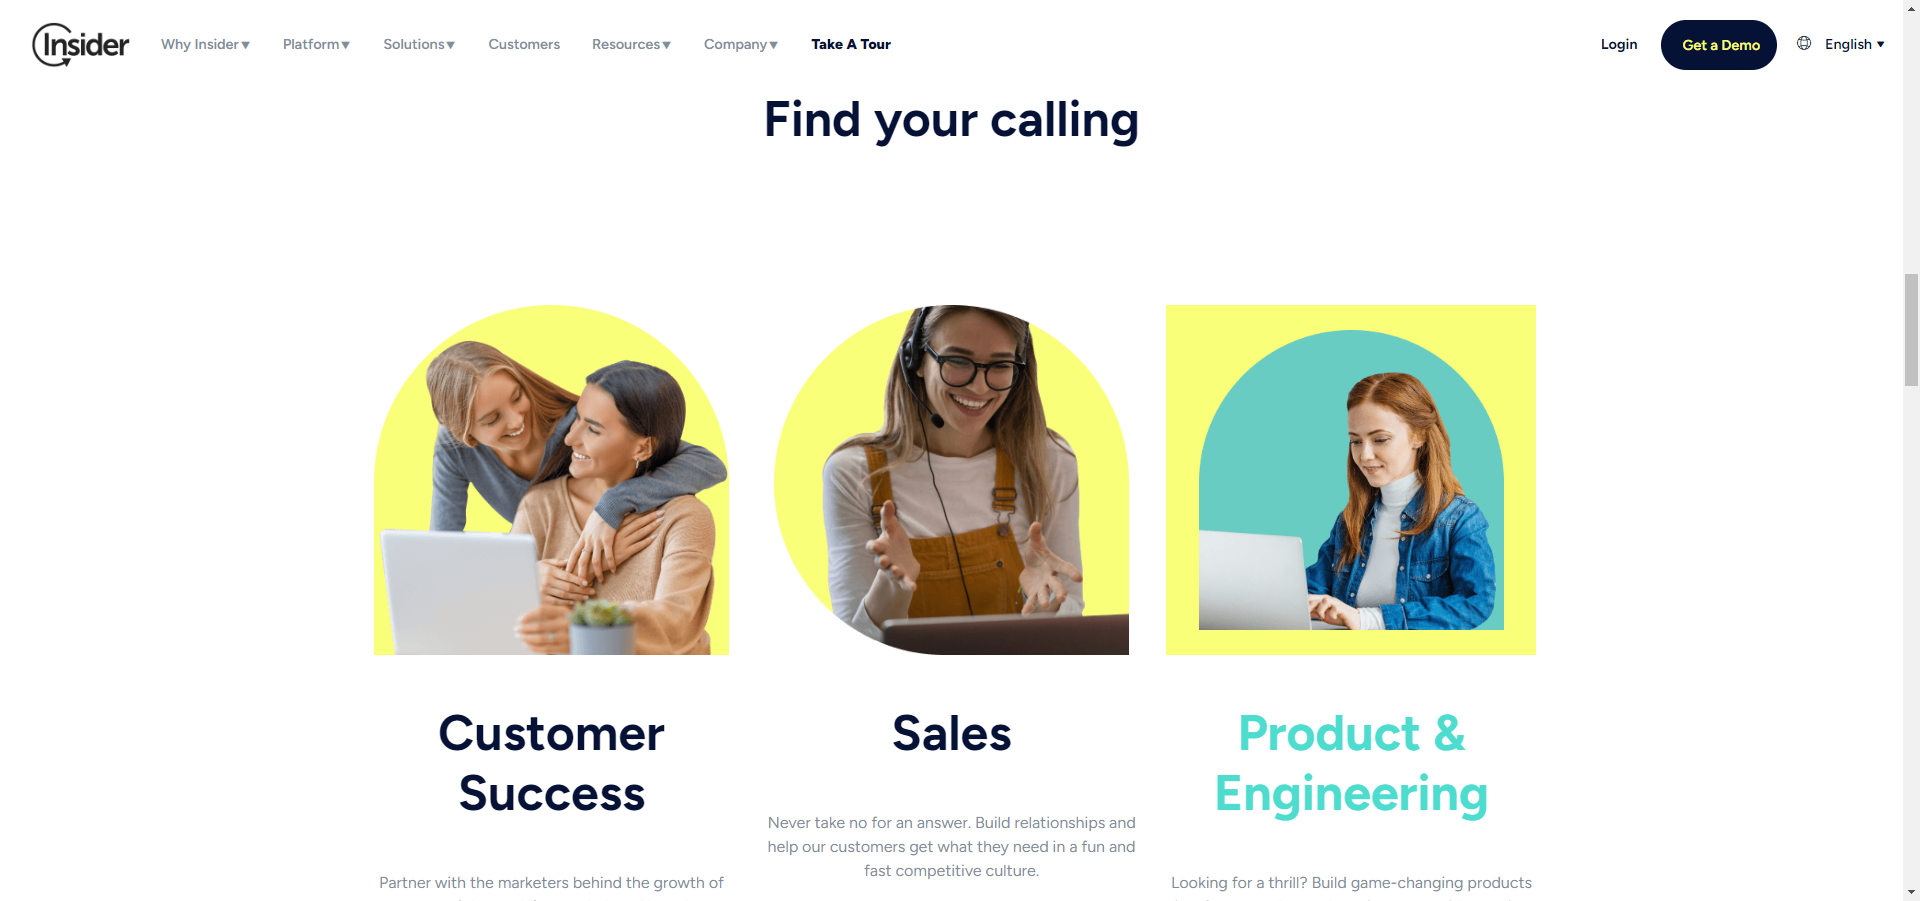 Insider
Why Insider▼ Platform▼ Solutions▼ Customers Resources▼ Company▼ Take A Tour Login Get a Demo English ▼
Find your calling
Customer
Success
Sales
Product &
Engineering
Never take no for an answer. Build relationships and
help our customers get what they need in a fun and
fast competitive culture.
Partner with the marketers behind the growth of
Looking for a thrill? Build game-changing products